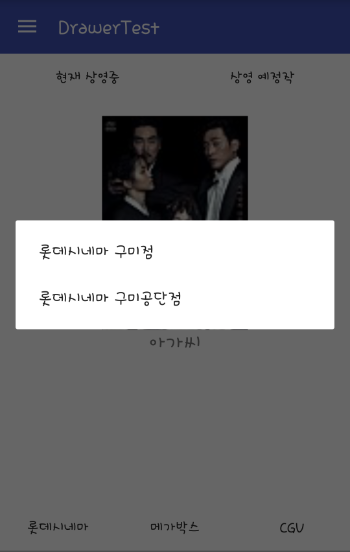 DrawerTest
현재 상영중
상영 예정작
롯데시네마 구미점
롯데시네마 구미공단점
아가씨
롯데시네마
메가박스
CGV